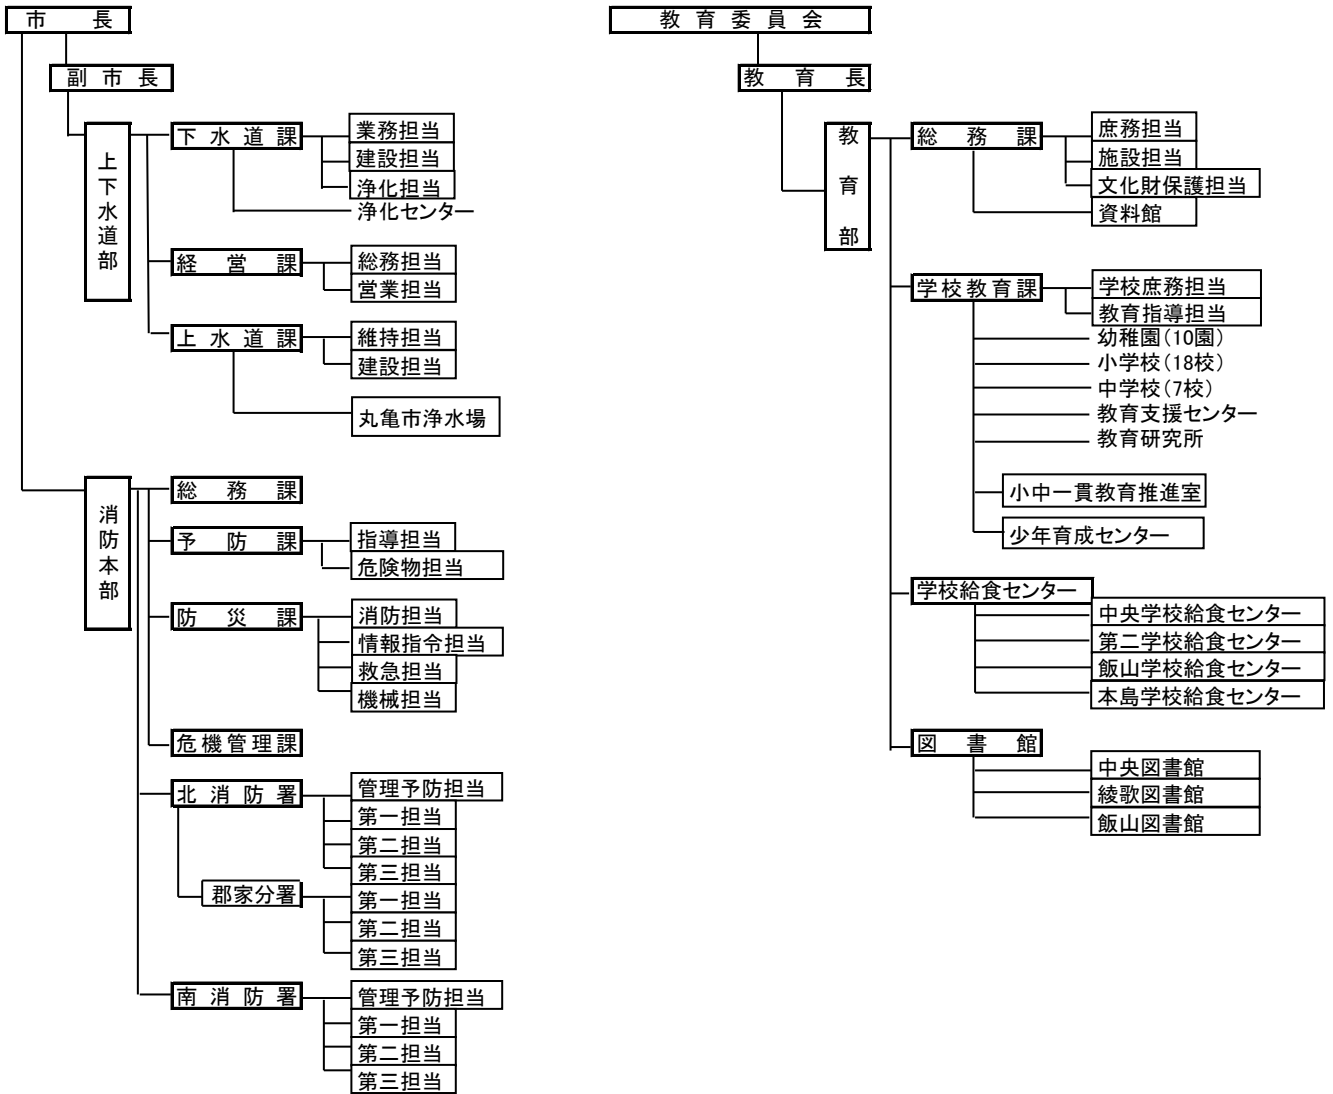 市長
副市長
上下水道部
下水道課
業務担当
建設担当
浄化担当
浄化センター
経営課
総務担当
営業担当
上水道課
維持担当
建設担当
丸亀市浄水場
消防本部
総務課
予防課
指導担当
危険物担当
防災課
消防担当
情報指令担当
救急担当
機械担当
危機管理課
北消防署
管理予防担当
第一担当
第二担当
第三担当
郡家分署
第一担当
第二担当
第三担当
南消防署
管理予防担当
第一担当
第二担当
第三担当
教育委員会
教育長
教育部
総務課
庶務担当
施設担当
文化財保護担当
資料館
学校教育課
学校庶務担当
教育指導担当
幼稚園(10園)
小学校(18校)
中学校(7校)
教育支援センター
教育研究所
小中一貫教育推進室
少年育成センター
学校給食センター
中央学校給食センター
第二学校給食センター
飯山学校給食センター
本島学校給食センター
図書館
中央図書館
綾歌図書館
飯山図書館